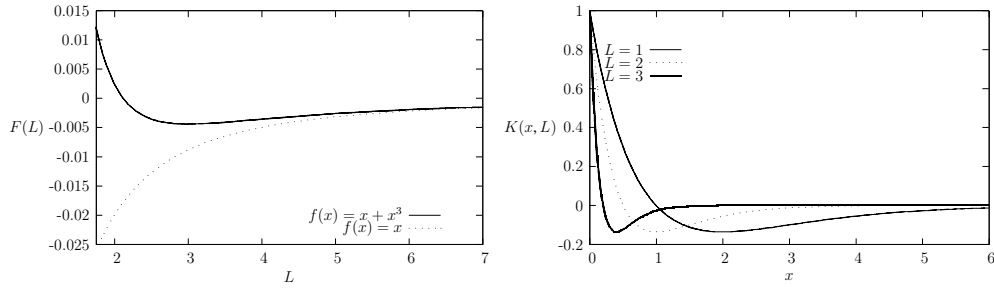 0.015
0.01
0.005
0
-0.005
-0.01
-0.015
-0.02
-0.025
F(L)
2 3 4 5 6 7
L
f(x) = x + x³
f(x) = x
1
0.8
0.6
0.4
0.2
0
-0.2
K(x, L)
0 1 2 3 4 5 6
x
L = 1
L = 2
L = 3